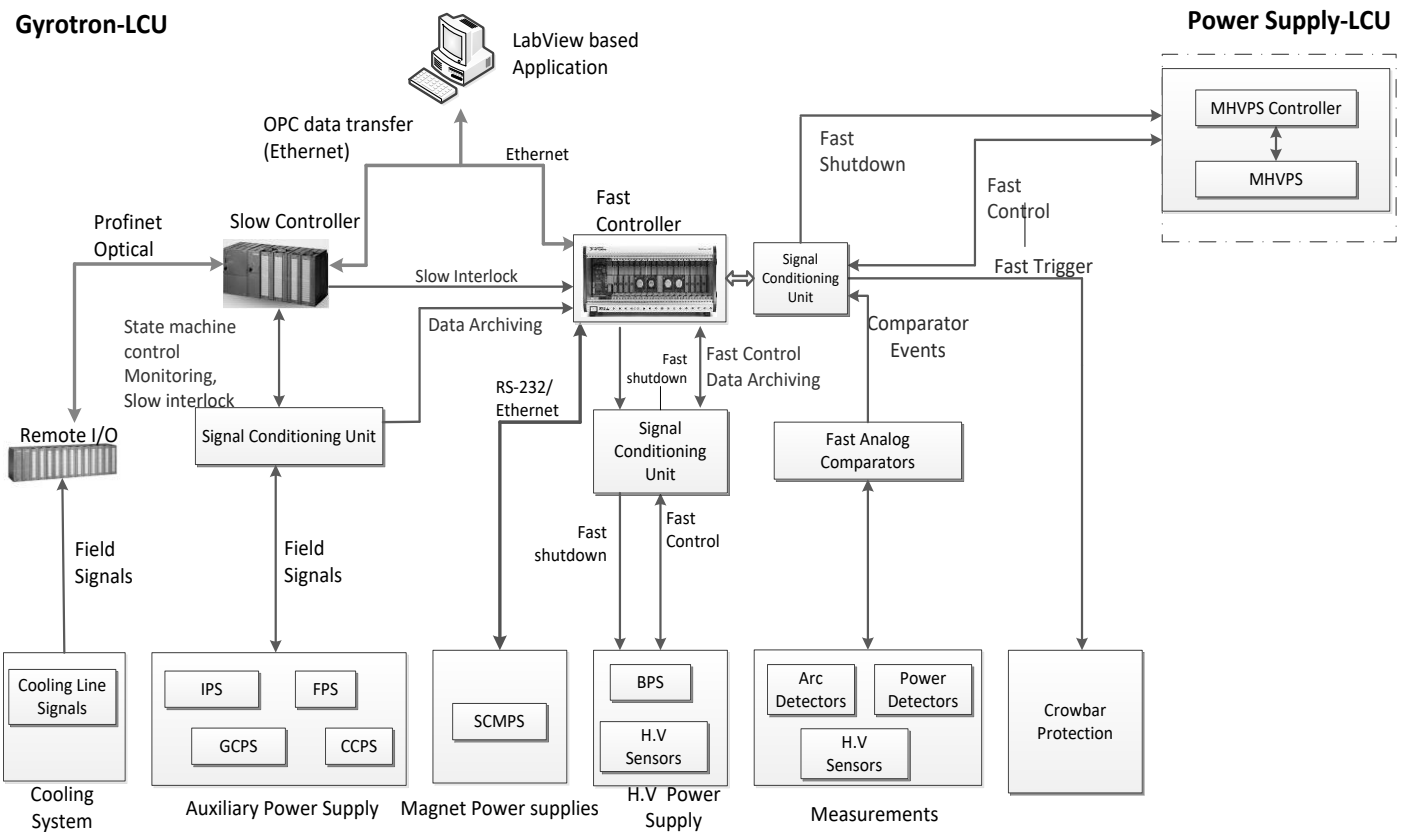 Gyrotron-LCU
Power Supply-LCU
LabView based
Application
OPC data transfer
(Ethernet)
Ethernet
MHVPS Controller
MHVPS
Fast
Shutdown
Fast
Control
Profinet
Optical
Slow Controller
Fast
Controller
Signal
Conditioning
Unit
Fast Trigger
Slow Interlock
Data Archiving
State machine
control
Monitoring,
Slow interlock
Comparator
Events
Fast
shutdown
Fast Control
Data Archiving
RS-232/
Ethernet
Remote I/O
Signal Conditioning Unit
Signal
Conditioning
Unit
Fast Analog
Comparators
Field
Signals
Field
Signals
Fast
shutdown
Fast
Control
Cooling Line
Signals
IPS
FPS
GCPS
CCPS
SCMPS
BPS
H.V
Sensors
Arc
Detectors
Power
Detectors
H.V
Sensors
Crowbar
Protection
Cooling
System
Auxiliary Power Supply
Magnet Power supplies
H.V Power
Supply
Measurements